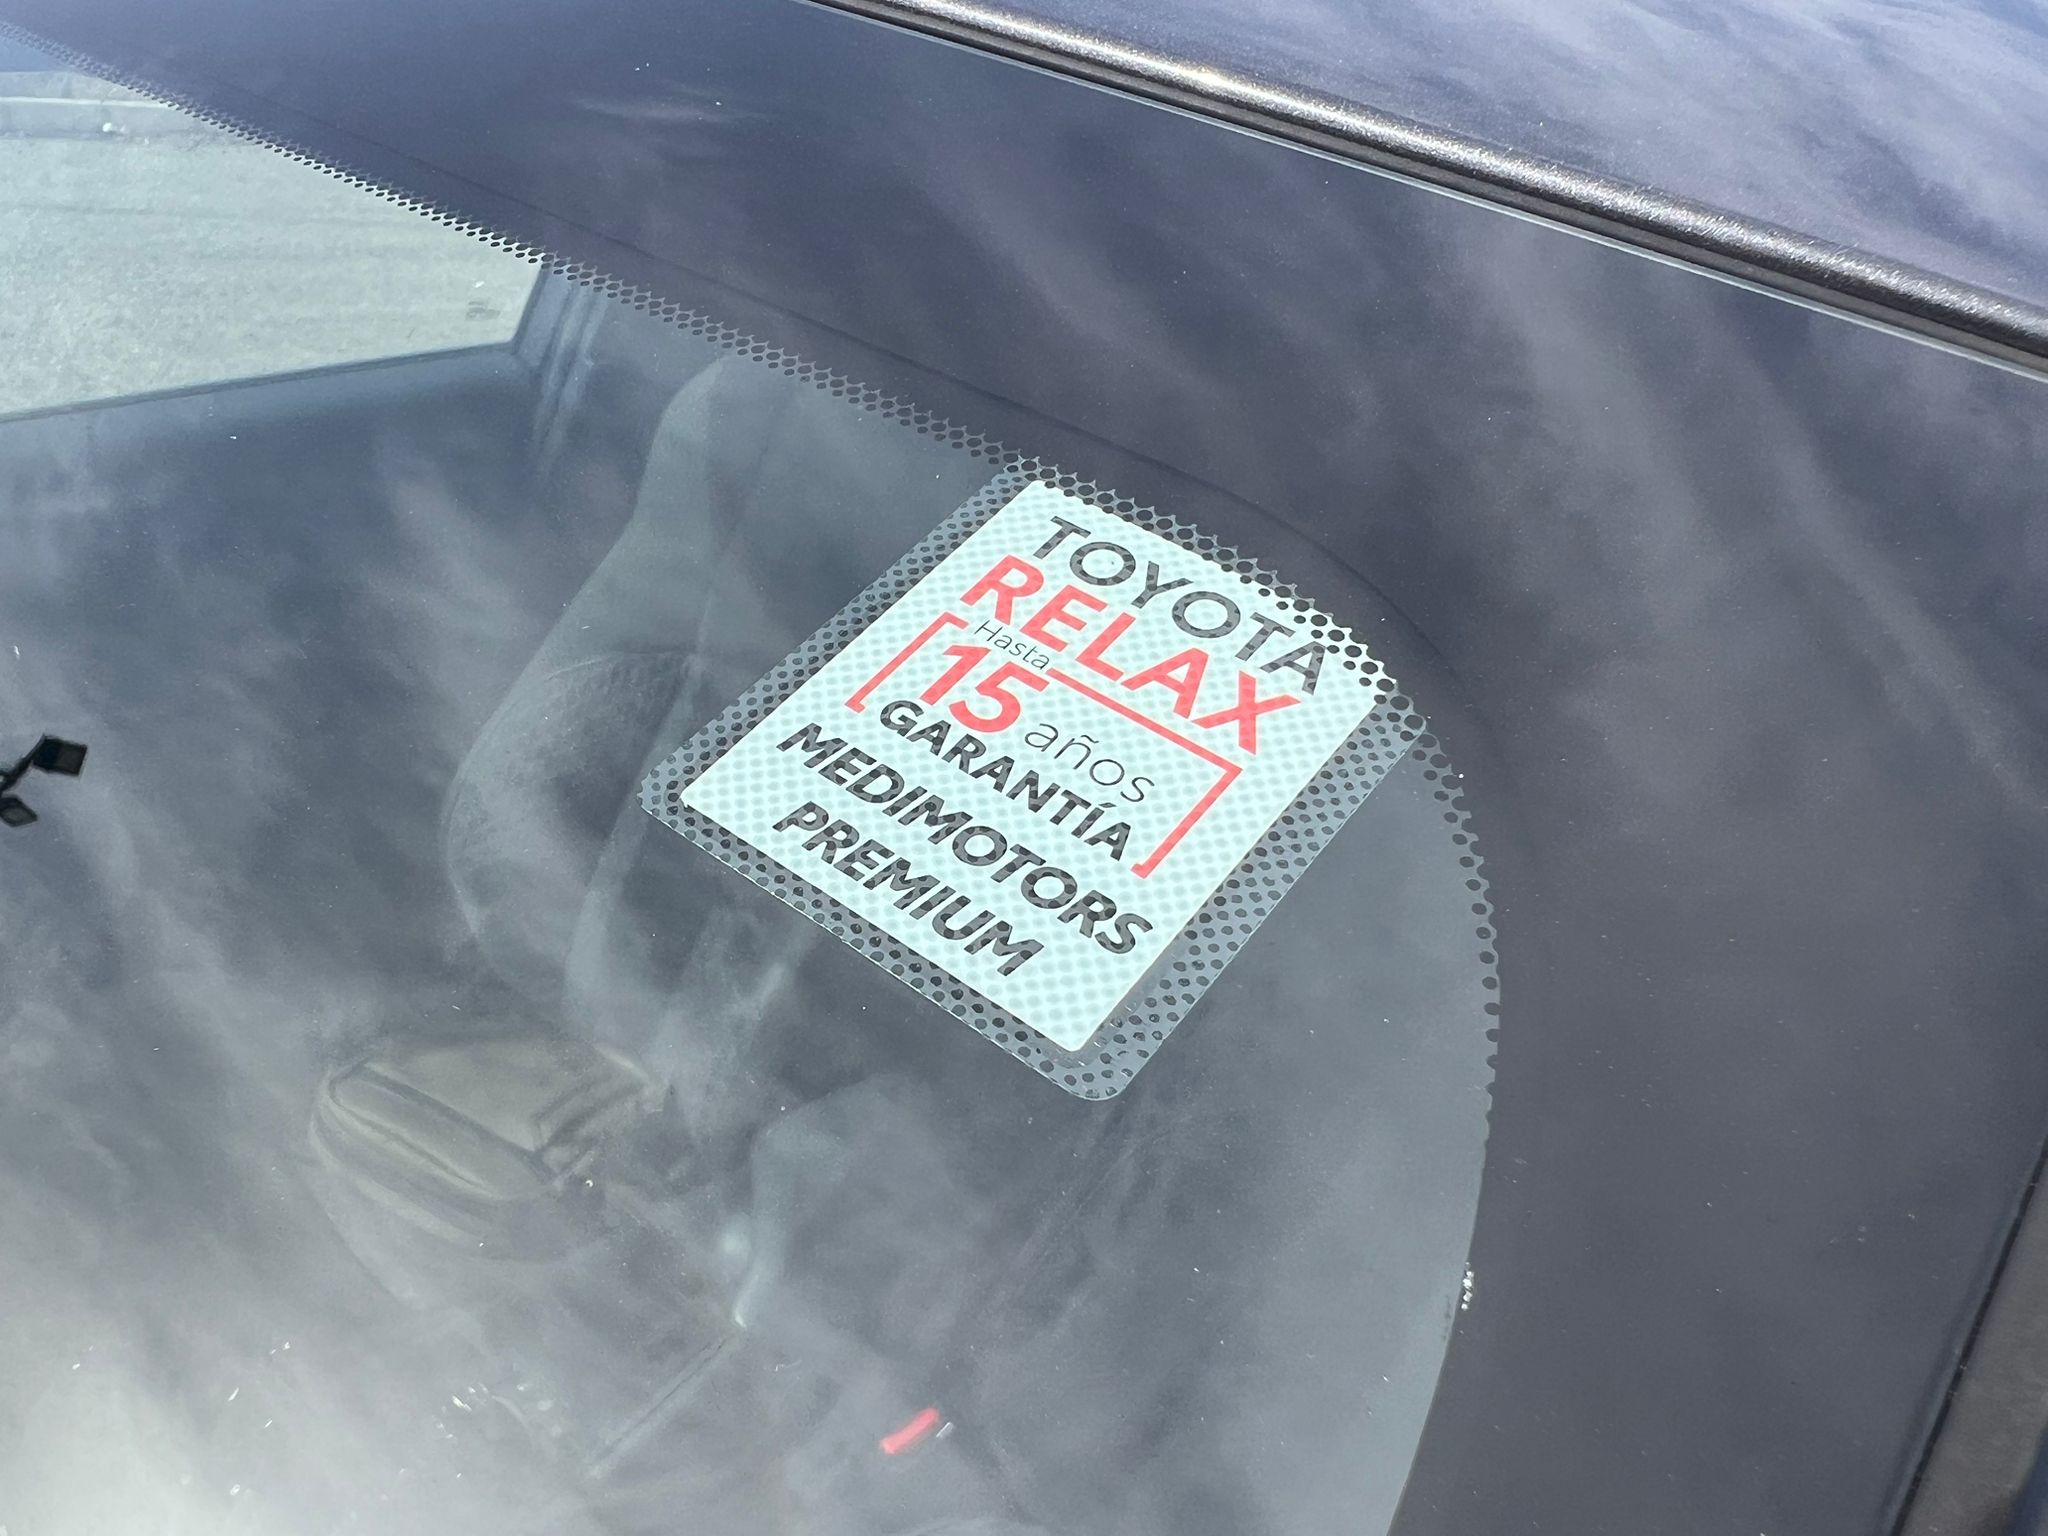 TOYOTA
RELAX
Hasta
15 años
GARANTÍA
MEDIMOTORS
PREMIUM